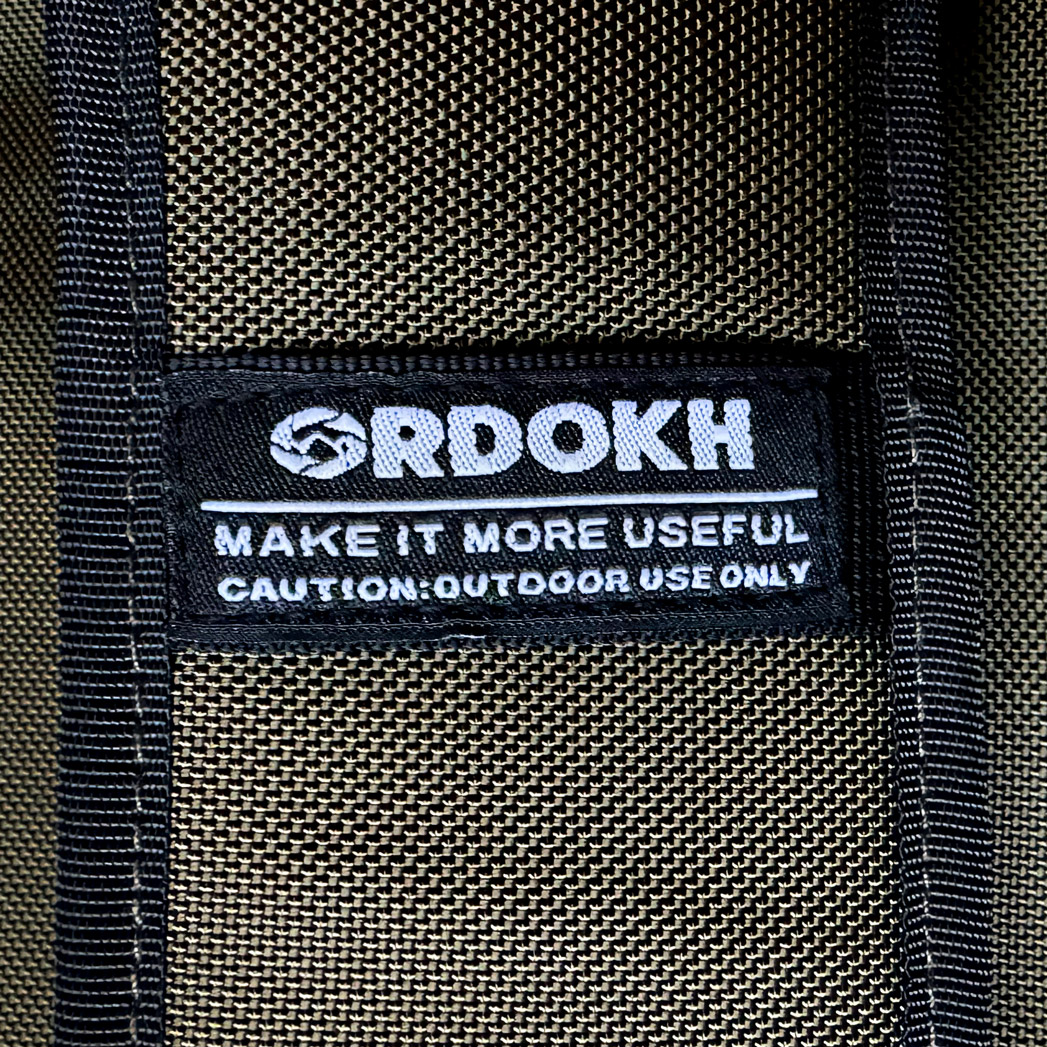 ORDOKH
MAKE IT MORE USEFUL
CAUTION:OUTDOOR USE ONLY